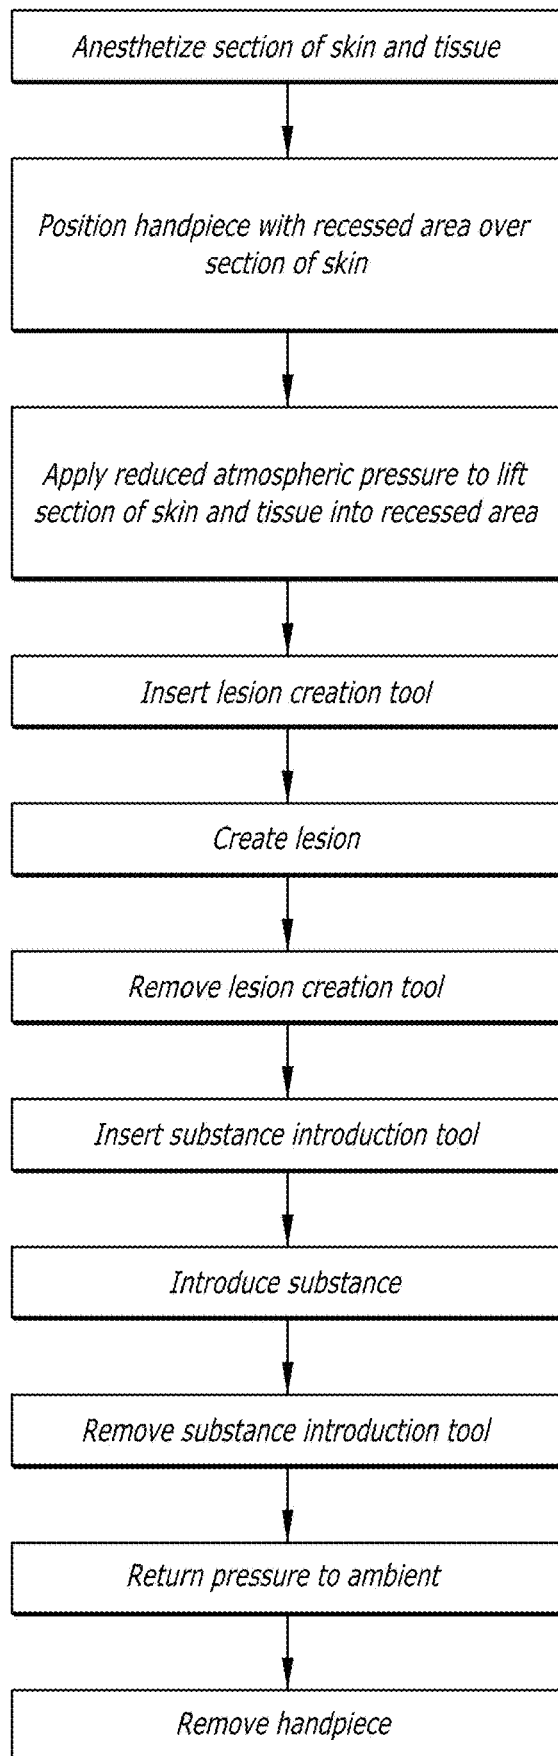 Anesthetize section of skin and tissue
Position handpiece with recessed area over
section of skin
Apply reduced atmospheric pressure to lift
section of skin and tissue into recessed area
Insert lesion creation tool
Create lesion
Remove lesion creation tool
Insert substance introduction tool
Introduce substance
Remove substance introduction tool
Return pressure to ambient
Remove handpiece